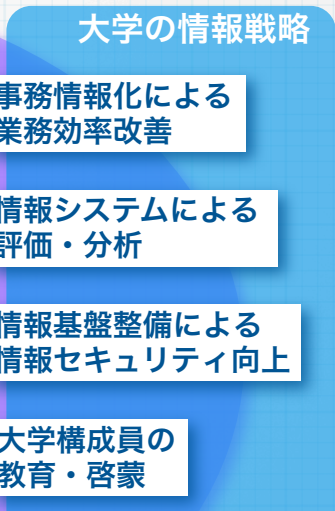 大学の情報戦略
事務情報化による
業務効率改善
情報システムによる
評価・分析
情報基盤整備による
情報セキュリティ向上
大学構成員の
教育・啓蒙